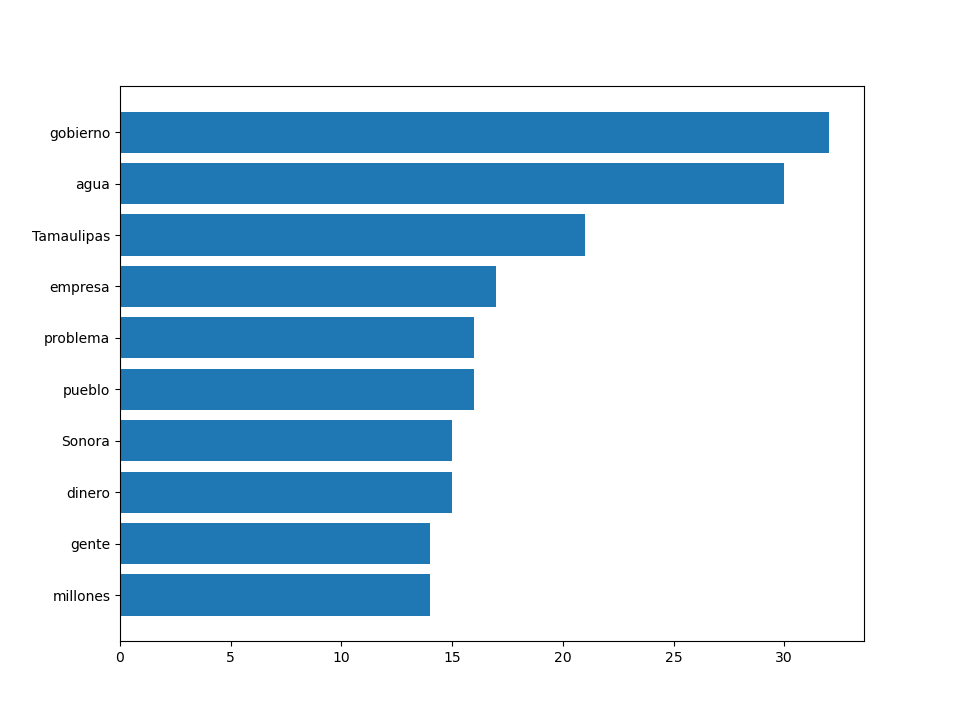 gobierno
agua
Tamaulipas
empresa
problema
pueblo
Sonora
dinero
gente
millones
0 5 10 15 20 25 30